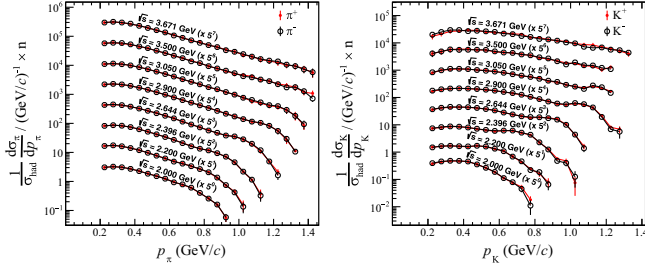 1/σ_had dσ_π/dp_π / (GeV/c)^-1 × n
10^6
10^5
10^4
10^3
10^2
10
1
10^-1
π+
π-
√s = 3.671 GeV (x 5^7)
√s = 3.500 GeV (x 5^6)
√s = 3.050 GeV (x 5^5)
√s = 2.900 GeV (x 5^4)
√s = 2.644 GeV (x 5^3)
√s = 2.396 GeV (x 5^2)
√s = 2.200 GeV (x 5^1)
√s = 2.000 GeV (x 5^0)
0.2 0.4 0.6 0.8 1.0 1.2 1.4
p_π (GeV/c)
1/σ_had dσ_K/dp_K / (GeV/c)^-1 × n
10^5
10^4
10^3
10^2
10
1
10^-1
10^-2
K+
K-
√s = 3.671 GeV (x 5^7)
√s = 3.500 GeV (x 5^6)
√s = 3.050 GeV (x 5^5)
√s = 2.900 GeV (x 5^4)
√s = 2.644 GeV (x 5^3)
√s = 2.396 GeV (x 5^2)
√s = 2.200 GeV (x 5^1)
√s = 2.000 GeV (x 5^0)
0.2 0.4 0.6 0.8 1.0 1.2 1.4
p_K (GeV/c)